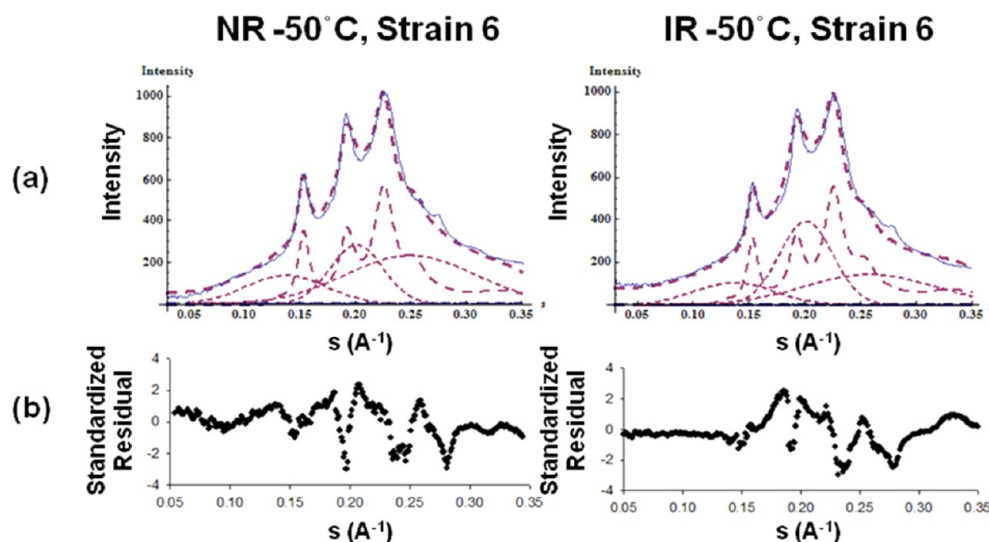 NR -50°C, Strain 6
IR -50°C, Strain 6
(a)
Intensity
Intensity
1000
800
600
400
200
0.05 0.10 0.15 0.20 0.25 0.30 0.35 s
s (A⁻¹)
Intensity
Intensity
1000
800
600
400
200
0.05 0.10 0.15 0.20 0.25 0.30 0.35 s
s (A⁻¹)
(b)
Standardized
Residual
4
2
0
-2
-4
0.05 0.10 0.15 0.20 0.25 0.30 0.35
s (A⁻¹)
Standardized
Residual
4
2
0
-2
-4
0.05 0.10 0.15 0.20 0.25 0.30 0.35
s (A⁻¹)